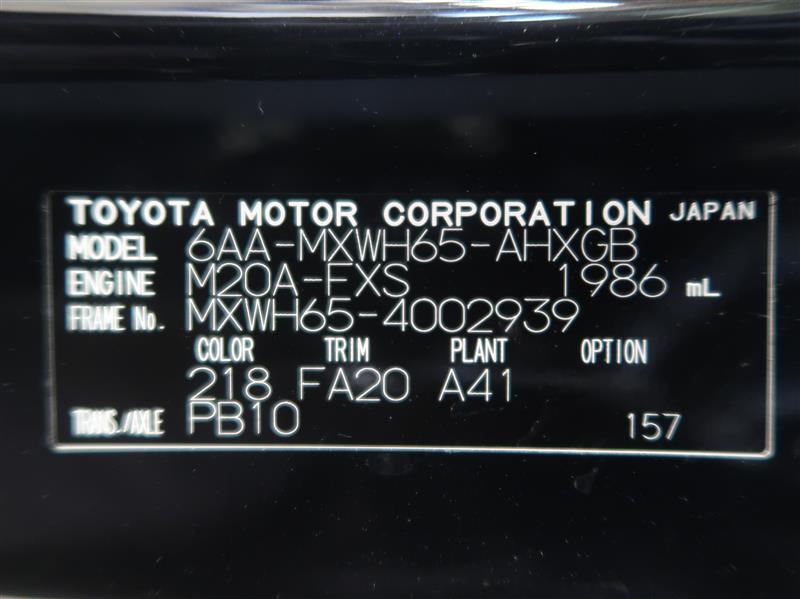 TOYOTA MOTOR CORPORATION JAPAN
MODEL 6AA-MXWH65-AHXGB
ENGINE M20A-FXS 1986 mL
FRAME No. MXWH65-4002939
COLOR TRIM PLANT OPTION
218 FA20 A41
TRANS./AXLE PB10 157